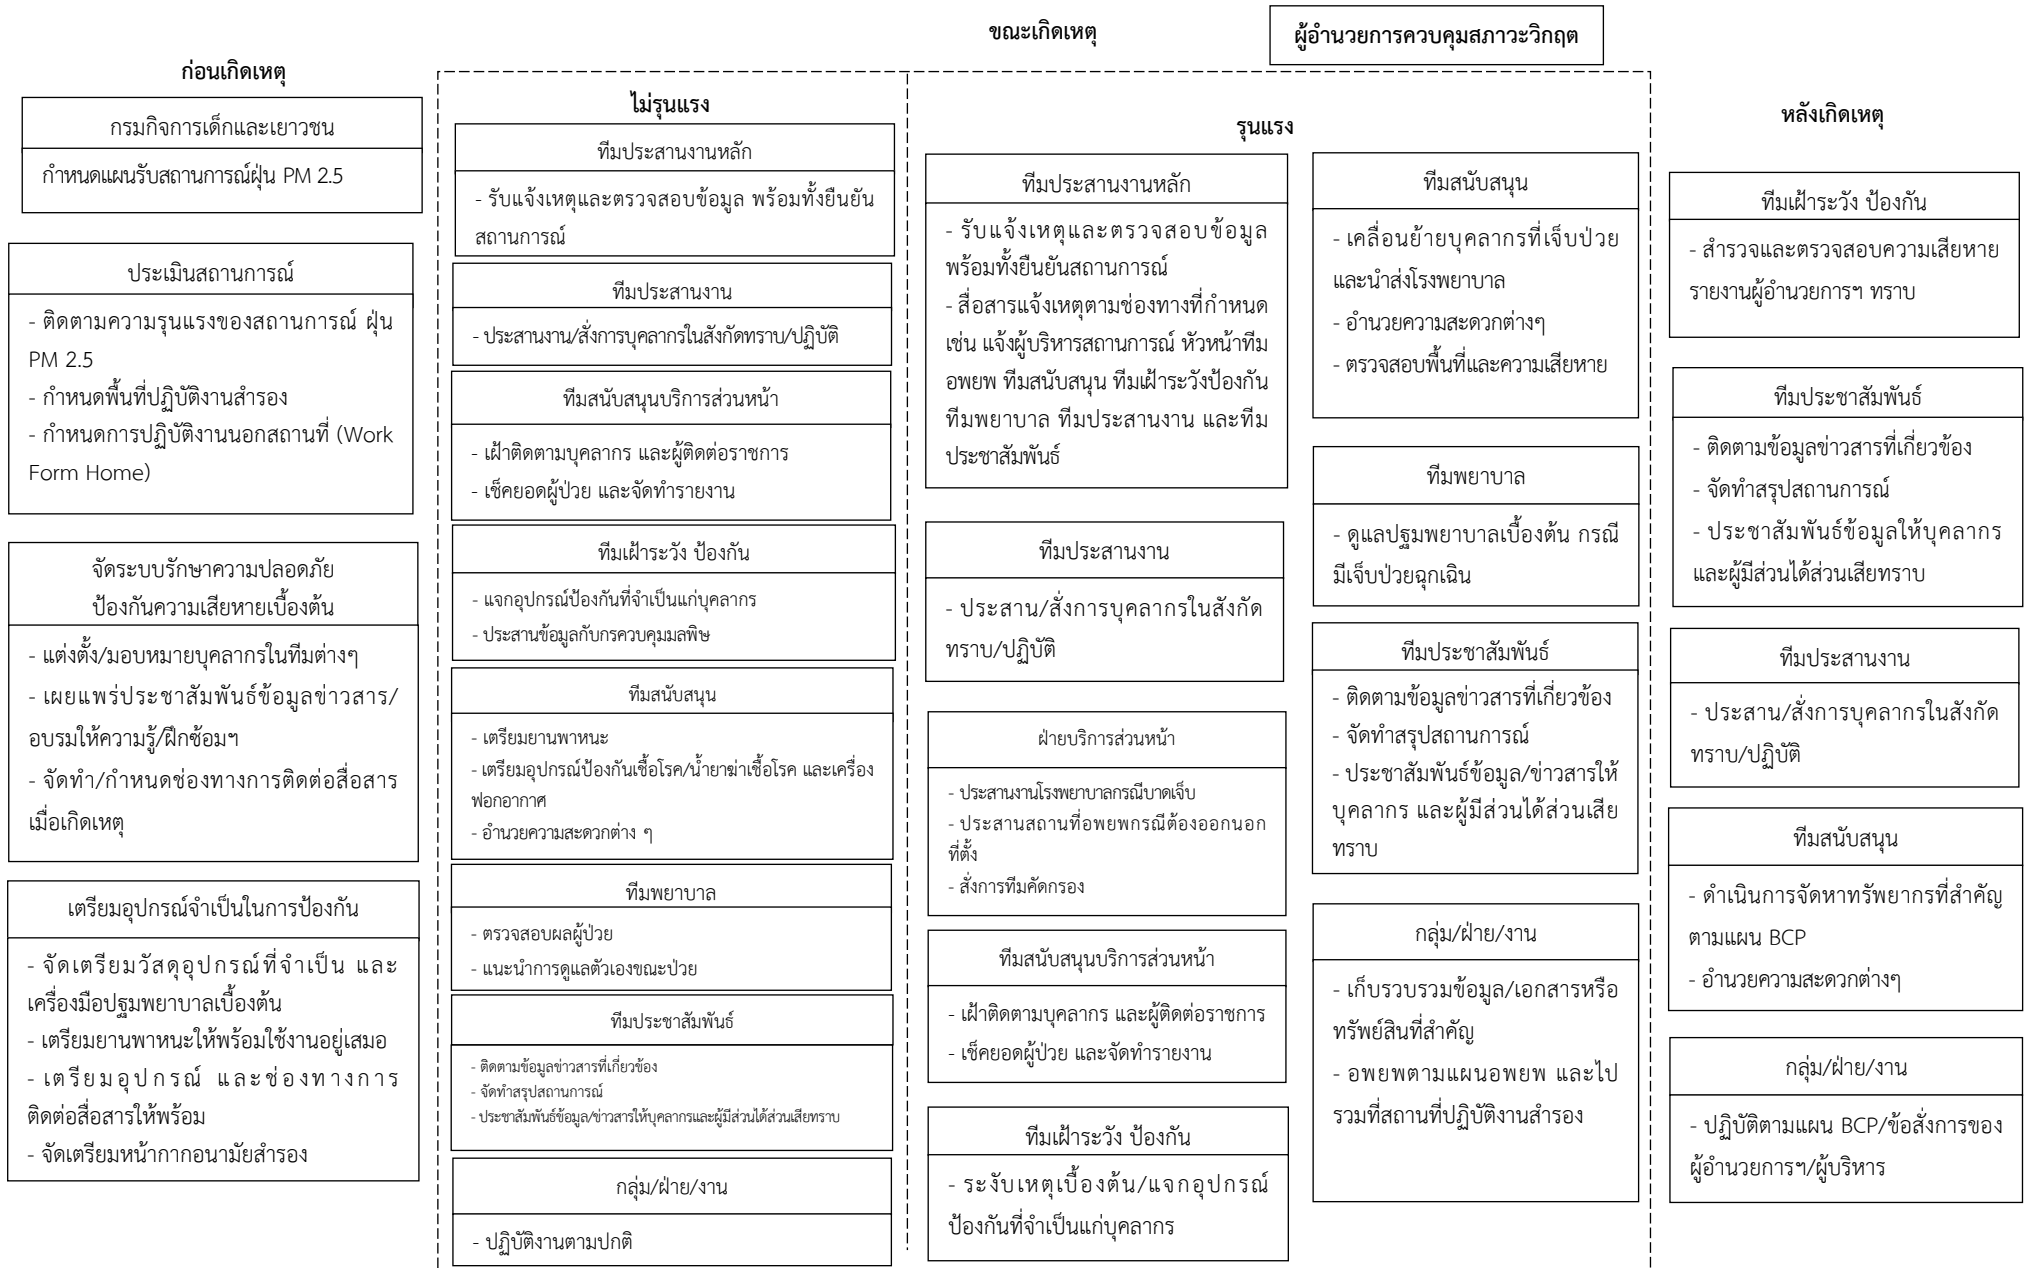 ขณะเกิดเหตุ
ผู้อำนวยการควบคุมสภาวะวิกฤต
ก่อนเกิดเหตุ
กรมกิจการเด็กและเยาวชน
กำหนดแผนรับสถานการณ์ฝุ่น PM 2.5
ประเมินสถานการณ์
- ติดตามความรุนแรงของสถานการณ์ ฝุ่น
PM 2.5
- กำหนดพื้นที่ปฏิบัติงานสำรอง
- กำหนดการปฏิบัติงานนอกสถานที่ (Work
Form Home)
จัดระบบรักษาความปลอดภัย
ป้องกันความเสียหายเบื้องต้น
- แต่งตั้ง/มอบหมายบุคลากรในทีมต่างๆ
- เผยแพร่ประชาสัมพันธ์ข้อมูลข่าวสาร/
อบรมให้ความรู้/ฝึกซ้อมฯ
- จัดทำ/กำหนดช่องทางการติดต่อสื่อสาร
เมื่อเกิดเหตุ
เตรียมอุปกรณ์จำเป็นในการป้องกัน
- จัดเตรียมวัสดุอุปกรณ์ที่จำเป็น และ
เครื่องมือปฐมพยาบาลเบื้องต้น
- เตรียมยานพาหนะให้พร้อมใช้งานอยู่เสมอ
- เตรียมอุปกรณ์ และช่องทางการ
ติดต่อสื่อสารให้พร้อม
- จัดเตรียมหน้ากากอนามัยสำรอง
ไม่รุนแรง
ทีมประสานงานหลัก
- รับแจ้งเหตุและตรวจสอบข้อมูล พร้อมทั้งยืนยัน
สถานการณ์
ทีมประสานงาน
- ประสานงาน/สั่งการบุคลากรในสังกัดทราบ/ปฏิบัติ
ทีมสนับสนุนบริการส่วนหน้า
- เฝ้าติดตามบุคลากร และผู้ติดต่อราชการ
- เช็คยอดผู้ป่วย และจัดทำรายงาน
ทีมเฝ้าระวัง ป้องกัน
- แจกอุปกรณ์ป้องกันที่จำเป็นแก่บุคลากร
- ประสานข้อมูลกับกรควบคุมมลพิษ
ทีมสนับสนุน
- เตรียมยานพาหนะ
- เตรียมอุปกรณ์ป้องกันเชื้อโรค/น้ำยาฆ่าเชื้อโรค และเครื่อง
ฟอกอากาศ
- อำนวยความสะดวกต่าง ๆ
ทีมพยาบาล
- ตรวจสอบผลผู้ป่วย
- แนะนำการดูแลตัวเองขณะป่วย
ทีมประชาสัมพันธ์
- ติดตามข้อมูลข่าวสารที่เกี่ยวข้อง
- จัดทำสรุปสถานการณ์
- ประชาสัมพันธ์ข้อมูล/ข่าวสารให้บุคลากรและผู้มีส่วนได้ส่วนเสียทราบ
กลุ่ม/ฝ่าย/งาน
- ปฏิบัติงานตามปกติ
รุนแรง
ทีมประสานงานหลัก
- รับแจ้งเหตุและตรวจสอบข้อมูล
พร้อมทั้งยืนยันสถานการณ์
- สื่อสารแจ้งเหตุตามช่องทางที่กำหนด
เช่น แจ้งผู้บริหารสถานการณ์ หัวหน้าทีม
อพยพ ทีมสนับสนุน ทีมเฝ้าระวังป้องกัน
ทีมพยาบาล ทีมประสานงาน และทีม
ประชาสัมพันธ์
ทีมประสานงาน
- ประสาน/สั่งการบุคลากรในสังกัด
ทราบ/ปฏิบัติ
ฝ่ายบริการส่วนหน้า
- ประสานงานโรงพยาบาลกรณีบาดเจ็บ
- ประสานสถานที่อพยพกรณีต้องออกนอก
ที่ตั้ง
- สั่งการทีมคัดกรอง
ทีมสนับสนุนบริการส่วนหน้า
- เฝ้าติดตามบุคลากร และผู้ติดต่อราชการ
- เช็คยอดผู้ป่วย และจัดทำรายงาน
ทีมเฝ้าระวัง ป้องกัน
- ระงับเหตุเบื้องต้น/แจกอุปกรณ์
ป้องกันที่จำเป็นแก่บุคลากร
ทีมสนับสนุน
- เคลื่อนย้ายบุคลากรที่เจ็บป่วย
และนำส่งโรงพยาบาล
- อำนวยความสะดวกต่างๆ
- ตรวจสอบพื้นที่และความเสียหาย
ทีมพยาบาล
- ดูแลปฐมพยาบาลเบื้องต้น กรณี
มีเจ็บป่วยฉุกเฉิน
ทีมประชาสัมพันธ์
- ติดตามข้อมูลข่าวสารที่เกี่ยวข้อง
- จัดทำสรุปสถานการณ์
- ประชาสัมพันธ์ข้อมูล/ข่าวสารให้
บุคลากร และผู้มีส่วนได้ส่วนเสีย
ทราบ
กลุ่ม/ฝ่าย/งาน
- เก็บรวบรวมข้อมูล/เอกสารหรือ
ทรัพย์สินที่สำคัญ
- อพยพตามแผนอพยพ และไป
รวมที่สถานที่ปฏิบัติงานสำรอง
หลังเกิดเหตุ
ทีมเฝ้าระวัง ป้องกัน
- สำรวจและตรวจสอบความเสียหาย
รายงานผู้อำนวยการฯ ทราบ
ทีมประชาสัมพันธ์
- ติดตามข้อมูลข่าวสารที่เกี่ยวข้อง
- จัดทำสรุปสถานการณ์
- ประชาสัมพันธ์ข้อมูลให้บุคลากร
และผู้มีส่วนได้ส่วนเสียทราบ
ทีมประสานงาน
- ประสาน/สั่งการบุคลากรในสังกัด
ทราบ/ปฏิบัติ
ทีมสนับสนุน
- ดำเนินการจัดหาทรัพยากรที่สำคัญ
ตามแผน BCP
- อำนวยความสะดวกต่างๆ
กลุ่ม/ฝ่าย/งาน
- ปฏิบัติตามแผน BCP/ข้อสั่งการของ
ผู้อำนวยการฯ/ผู้บริหาร